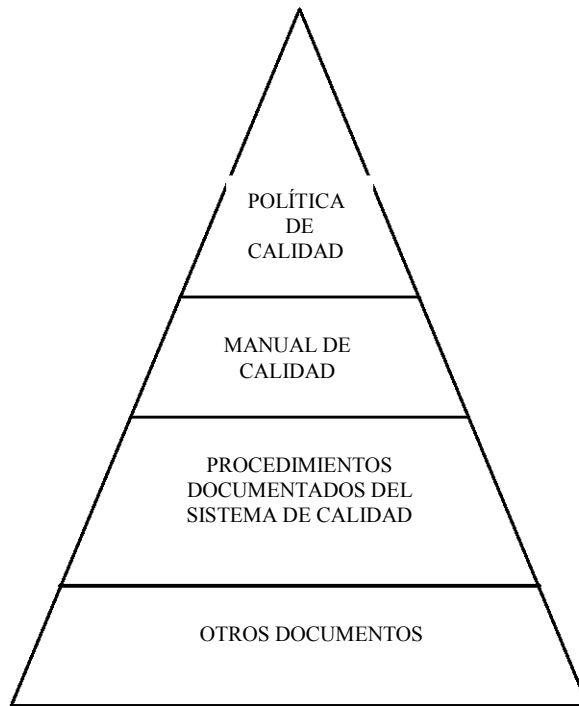 POLÍTICA
DE
CALIDAD
MANUAL DE
CALIDAD
PROCEDIMIENTOS
DOCUMENTADOS DEL
SISTEMA DE CALIDAD
OTROS DOCUMENTOS